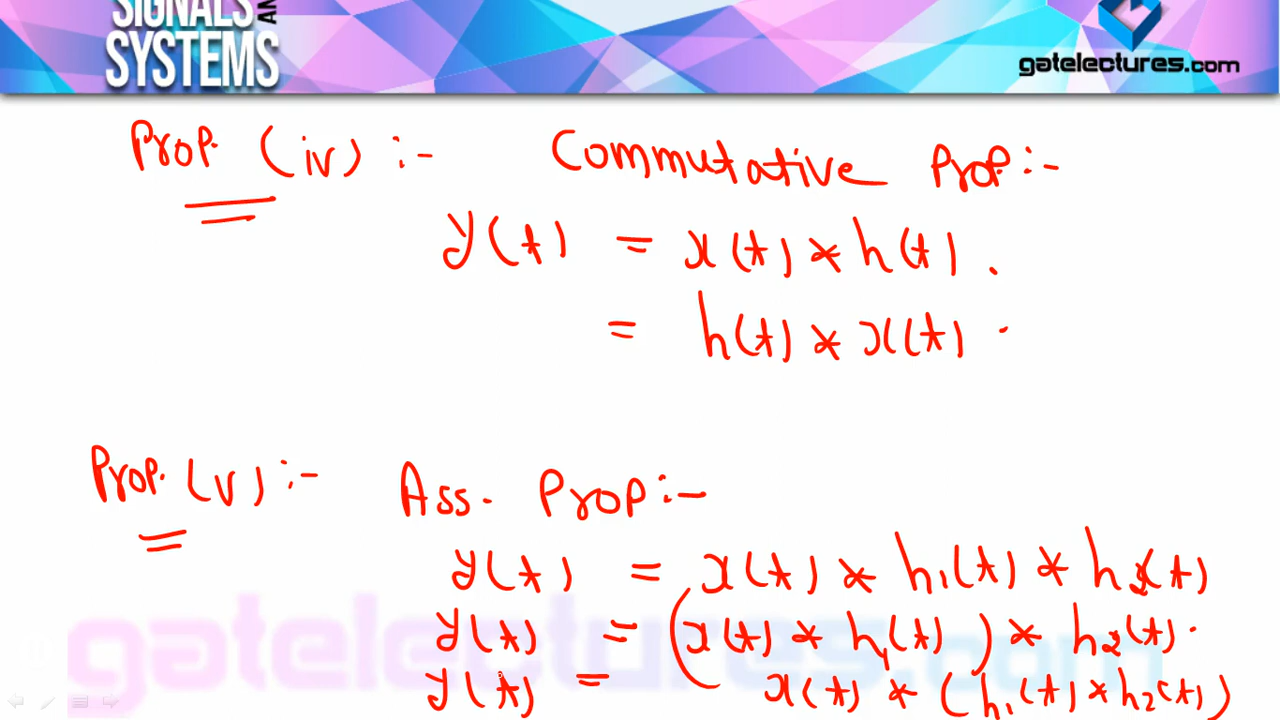 SIGNALS AND
SYSTEMS
gatelectures.com
Prop. (iv) :- Commutative Prop :-
y(t) = x(t) * h(t) .
= h(t) * x(t) .
Prop. (v) :- Ass. Prop :-
y(t) = x(t) * h₁(t) * h₂(t)
y(t) = (x(t) * h₁(t)) * h₂(t) .
y(t) = x(t) * (h₁(t) * h₂(t))
gatelectures.com